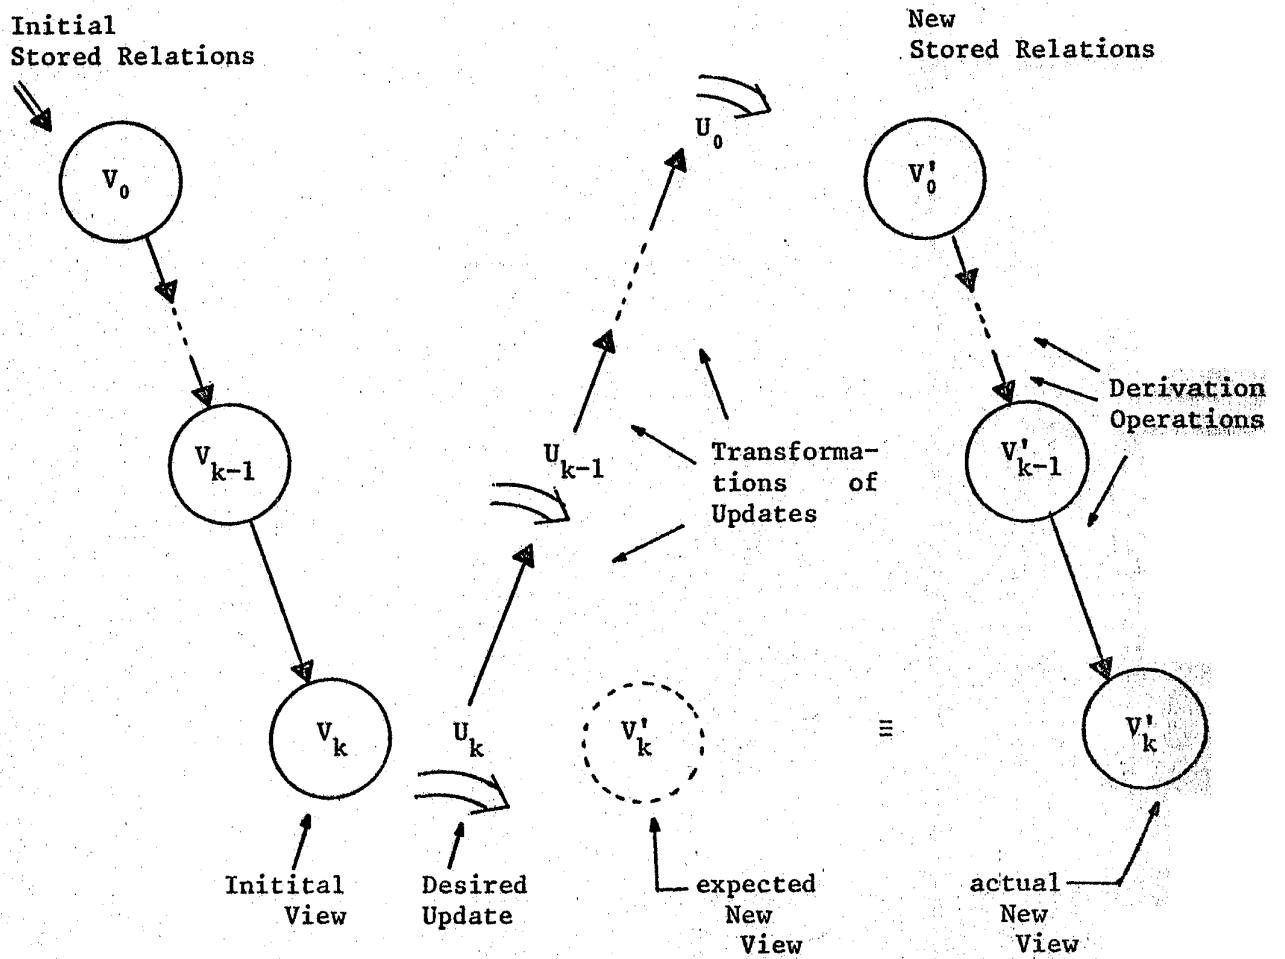 Initial
Stored Relations
New
Stored Relations
U₀
V₀
V'₀
Derivation
Operations
Transforma-
tions of
Updates
Uₖ₋₁
Vₖ₋₁
V'ₖ₋₁
Vₖ
Uₖ
V'ₖ
≡
V'ₖ
Initital
View
Desired
Update
expected
New
View
actual
New
View